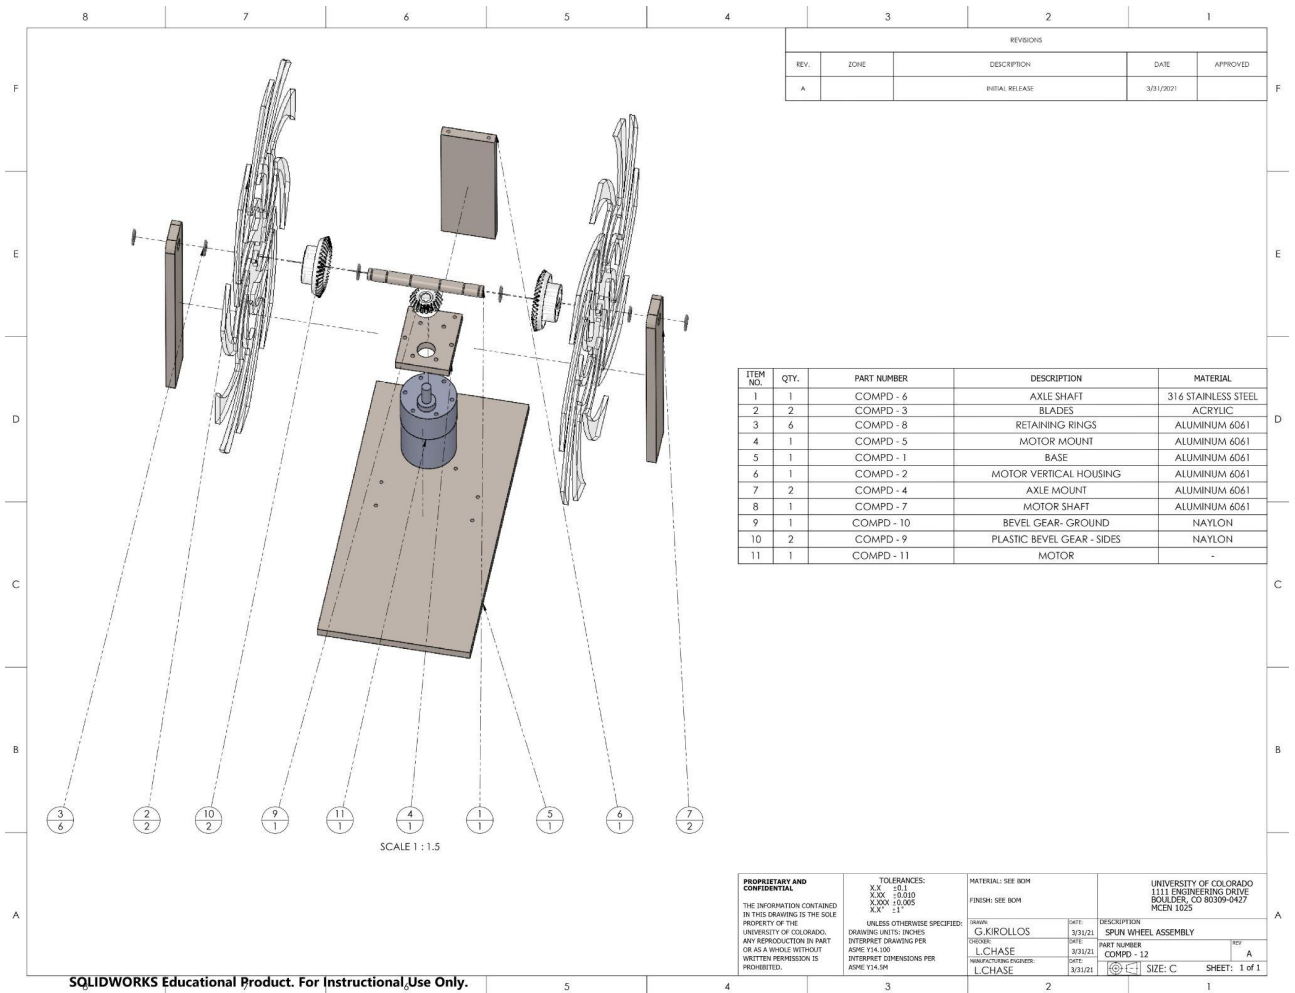 8 7 6 5 4 3 2 1
REVISIONS
REV. ZONE DESCRIPTION DATE APPROVED
A INITIAL RELEASE 3/31/2021
F F
E E
ITEM NO. QTY. PART NUMBER DESCRIPTION MATERIAL
1 1 COMPD - 6 AXLE SHAFT 316 STAINLESS STEEL
2 2 COMPD - 3 BLADES ACRYLIC
3 6 COMPD - 8 RETAINING RINGS ALUMINUM 6061
4 1 COMPD - 5 MOTOR MOUNT ALUMINUM 6061
5 1 COMPD - 1 BASE ALUMINUM 6061
6 1 COMPD - 2 MOTOR VERTICAL HOUSING ALUMINUM 6061
7 2 COMPD - 4 AXLE MOUNT ALUMINUM 6061
8 1 COMPD - 7 MOTOR SHAFT ALUMINUM 6061
9 1 COMPD - 10 BEVEL GEAR- GROUND NAYLON
10 2 COMPD - 9 PLASTIC BEVEL GEAR - SIDES NAYLON
11 1 COMPD - 11 MOTOR -
D D
C C
B B
3 2 10 9 11 4 1 5 6 7
6 2 2 1 1 1 1 1 1 2
SCALE 1 : 1.5
A A
PROPRIETARY AND
CONFIDENTIAL
THE INFORMATION CONTAINED
IN THIS DRAWING IS THE SOLE
PROPERTY OF THE
UNIVERSITY OF COLORADO.
ANY REPRODUCTION IN PART
OR AS A WHOLE WITHOUT
WRITTEN PERMISSION IS
PROHIBITED.
TOLERANCES:
X.X ±0.1
X.XX ±0.010
X.XXX ±0.005
X.X° ±1°
UNLESS OTHERWISE SPECIFIED:
DRAWING UNITS: INCHES
INTERPRET DRAWING PER
ASME Y14.100
INTERPRET DIMENSIONS PER
ASME Y14.5M
MATERIAL: SEE BOM
FINISH: SEE BOM
UNIVERSITY OF COLORADO
1111 ENGINEERING DRIVE
BOULDER, CO 80309-0427
MCEN 1025
DRAWN: DATE:
G.KIROLLOS 3/31/21
CHECKER: DATE:
L.CHASE 3/31/21
MANUFACTURING ENGINEER: DATE:
L.CHASE 3/31/21
DESCRIPTION
SPUN WHEEL ASSEMBLY
PART NUMBER REV
COMPD - 12 A
SIZE: C SHEET: 1 of 1
SOLIDWORKS Educational Product. For Instructional Use Only.
8 7 6 5 4 3 2 1